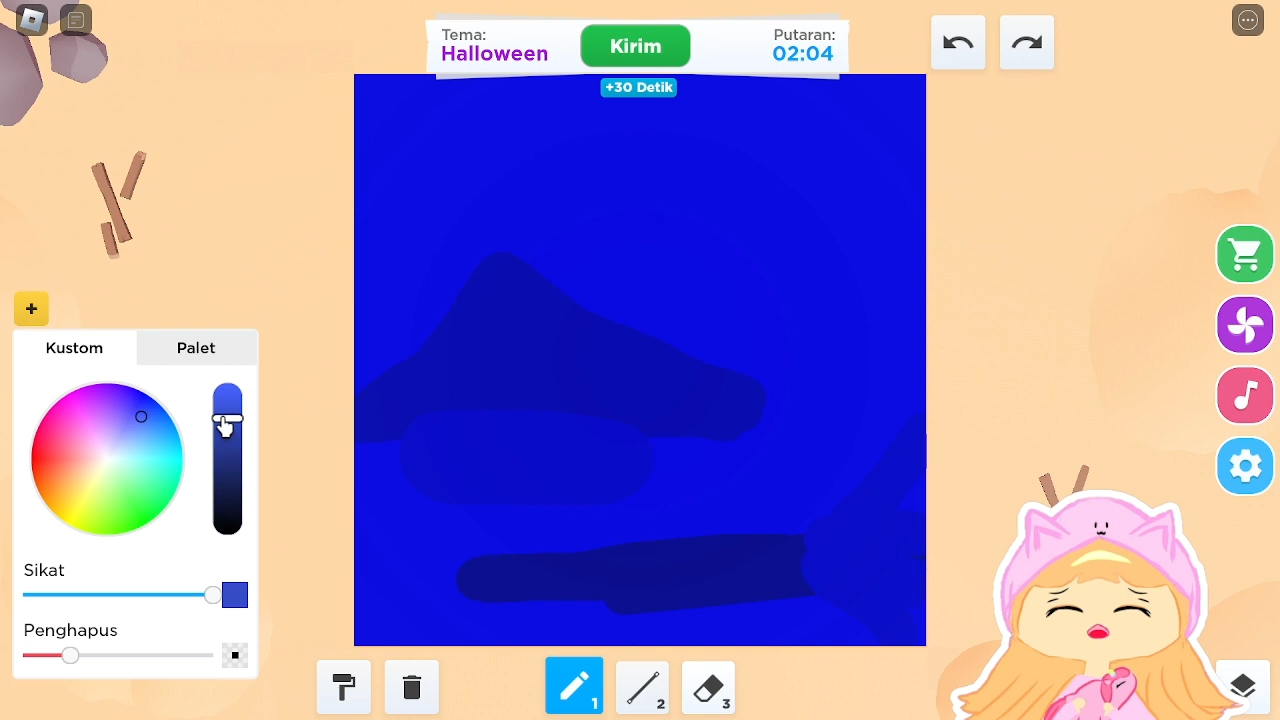 Tema:
Halloween
Kirim
Putaran:
02:04
+30 Detik
+
Kustom
Palet
Sikat
Penghapus
1
2
3